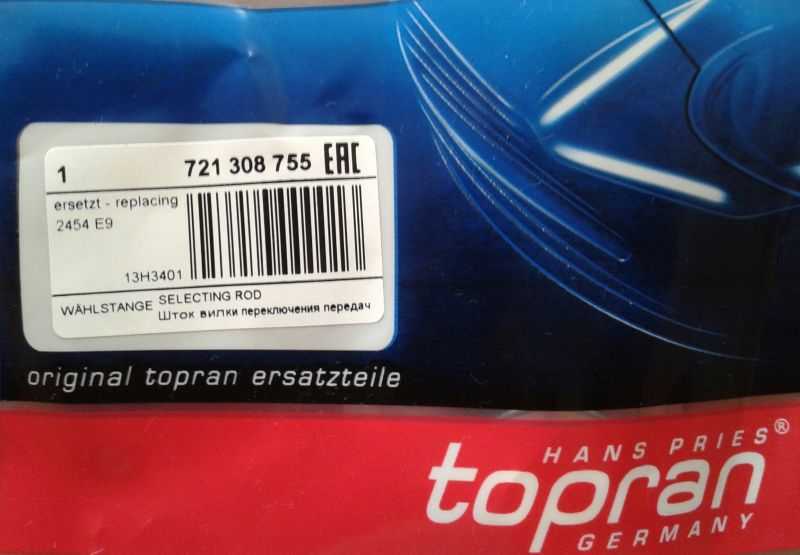 1 721 308 755 EAC
ersetzt - replacing
2454 E9
13H3401
WÄHLSTANGE SELECTING ROD
Шток вилки переключения передач
original topran ersatzteile
HANS PRIES®
topran
GERMANY